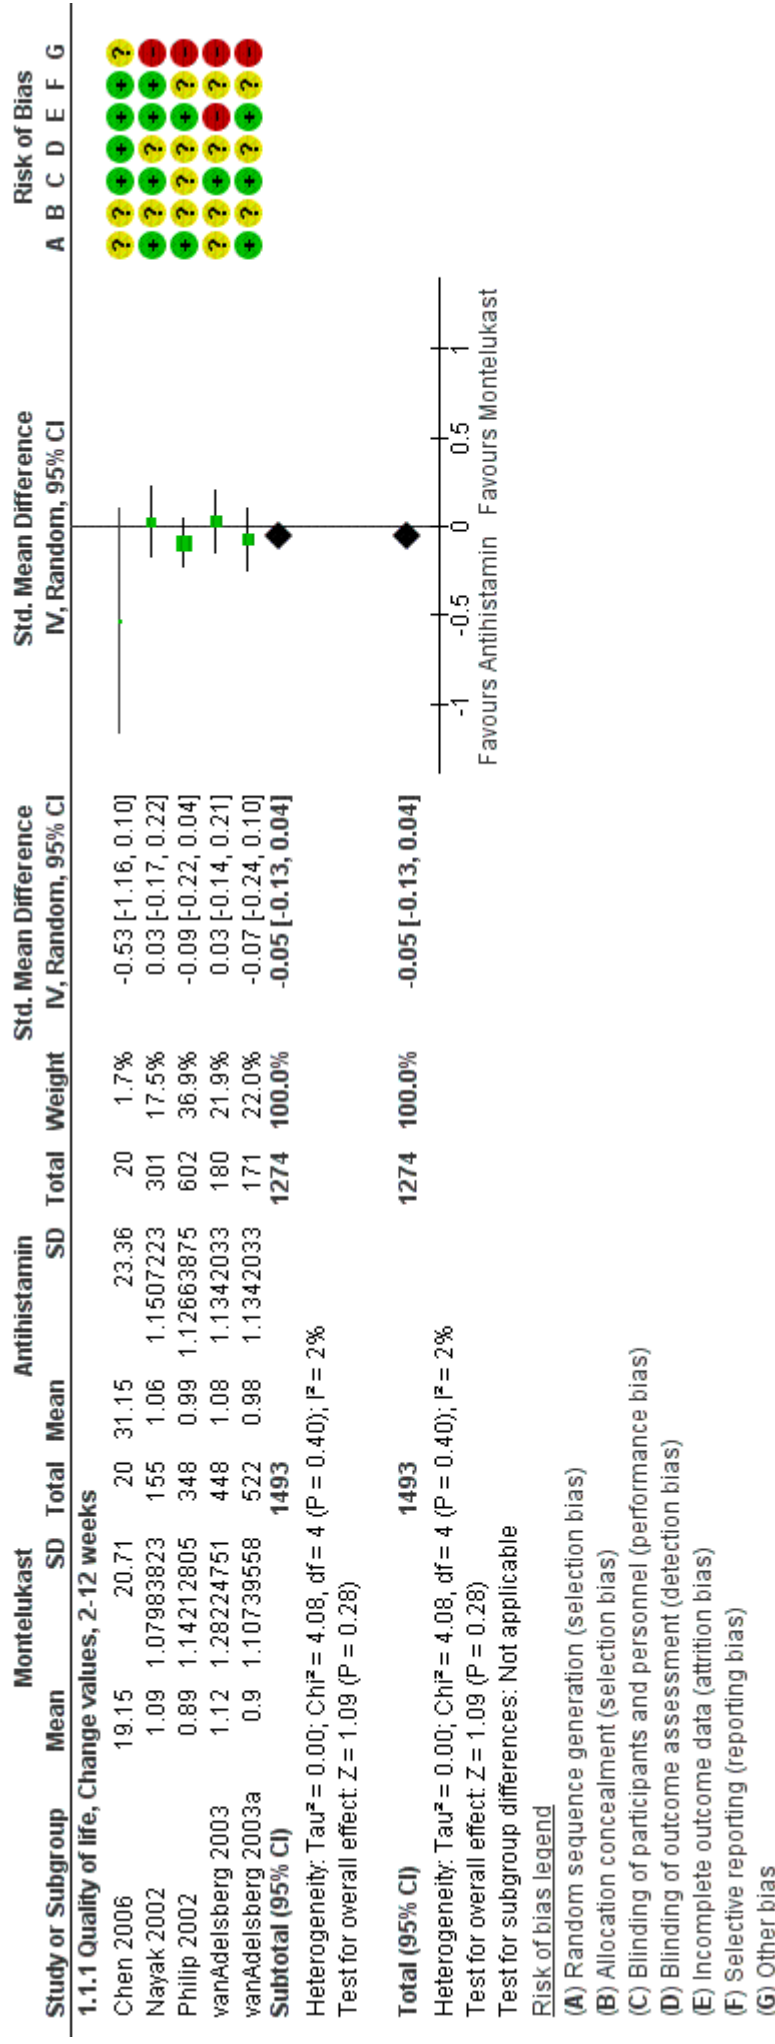 Montelukast Antihistamin Std. Mean Difference Std. Mean Difference Risk of Bias
Study or Subgroup Mean SD Total Mean SD Total Weight IV, Random, 95% CI IV, Random, 95% CI A B C D E F G
1.1.1 Quality of life, Change values, 2-12 weeks
Chen 2006 19.15 20.71 20 31.15 23.36 20 1.7% -0.53 [-1.16, 0.10] ? ? + + + + ?
Nayak 2002 1.09 1.07983823 155 1.06 1.1507223 301 17.5% 0.03 [-0.17, 0.22] + ? + ? + + -
Philip 2002 0.89 1.14212805 348 0.99 1.12663875 602 36.9% -0.09 [-0.22, 0.04] + ? ? ? + ? -
vanAdelsberg 2003 1.12 1.28224751 448 1.08 1.1342033 180 21.9% 0.03 [-0.14, 0.21] ? ? + ? - ? -
vanAdelsberg 2003a 0.9 1.10739558 522 0.98 1.1342033 171 22.0% -0.07 [-0.24, 0.10] + ? + ? + ? -
Subtotal (95% CI) 1493 1274 100.0% -0.05 [-0.13, 0.04]
Heterogeneity: Tau² = 0.00; Chi² = 4.08, df = 4 (P = 0.40); I² = 2%
Test for overall effect: Z = 1.09 (P = 0.28)
Total (95% CI) 1493 1274 100.0% -0.05 [-0.13, 0.04]
Heterogeneity: Tau² = 0.00; Chi² = 4.08, df = 4 (P = 0.40); I² = 2%
Test for overall effect: Z = 1.09 (P = 0.28)
Test for subgroup differences: Not applicable
-1 -0.5 0 0.5 1
Favours Antihistamin Favours Montelukast
Risk of bias legend
(A) Random sequence generation (selection bias)
(B) Allocation concealment (selection bias)
(C) Blinding of participants and personnel (performance bias)
(D) Blinding of outcome assessment (detection bias)
(E) Incomplete outcome data (attrition bias)
(F) Selective reporting (reporting bias)
(G) Other bias